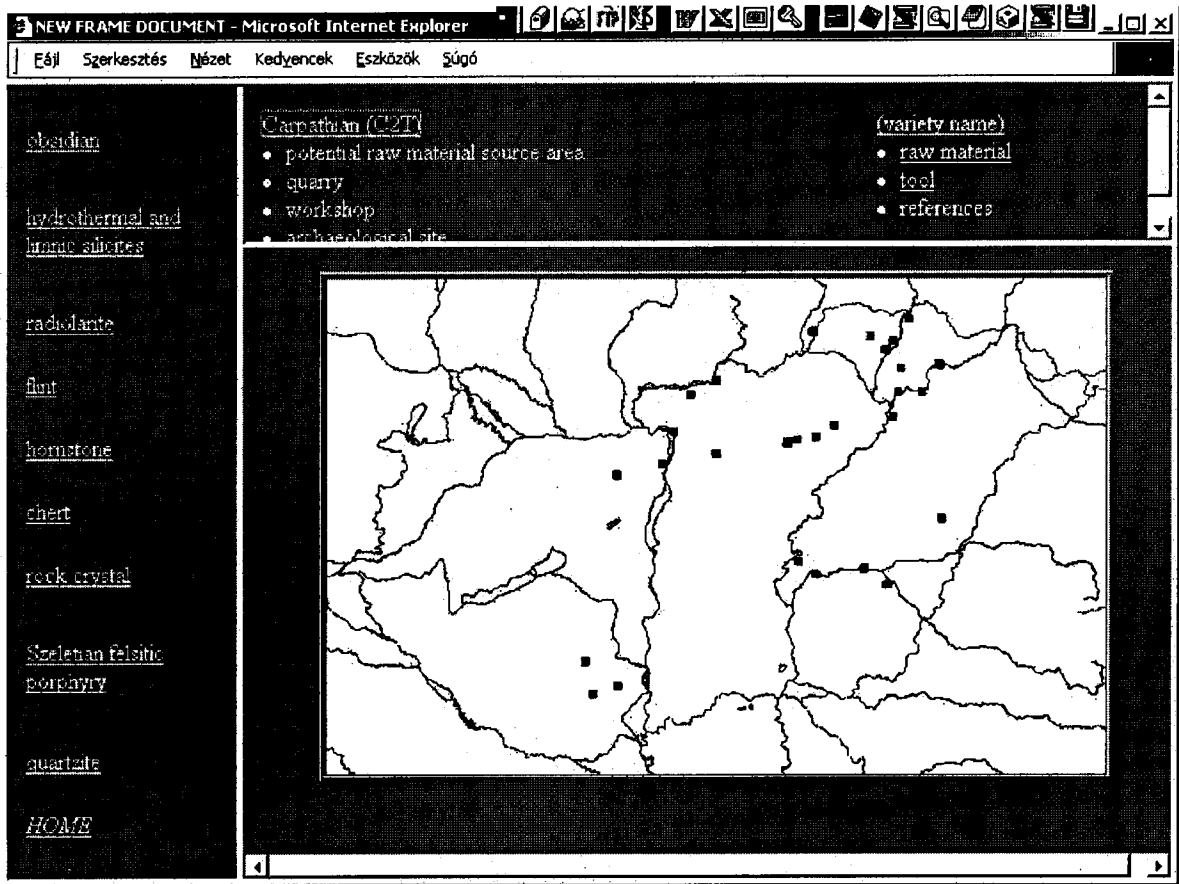 NEW FRAME DOCUMENT - Microsoft Internet Explorer
Fájl Szerkesztés Nézet Kedvencek Eszközök Súgó
obsidian
hydrothermal and
limnic silicites
radiolarite
flint
hornstone
chert
rock crystal
Szeletian felsitic
porphyry
quartzite
HOME
Carpathian (C2T)
• potential raw material source area
• quarry
• workshop
• archaeological site
(variety name)
• raw material
• tool
• references